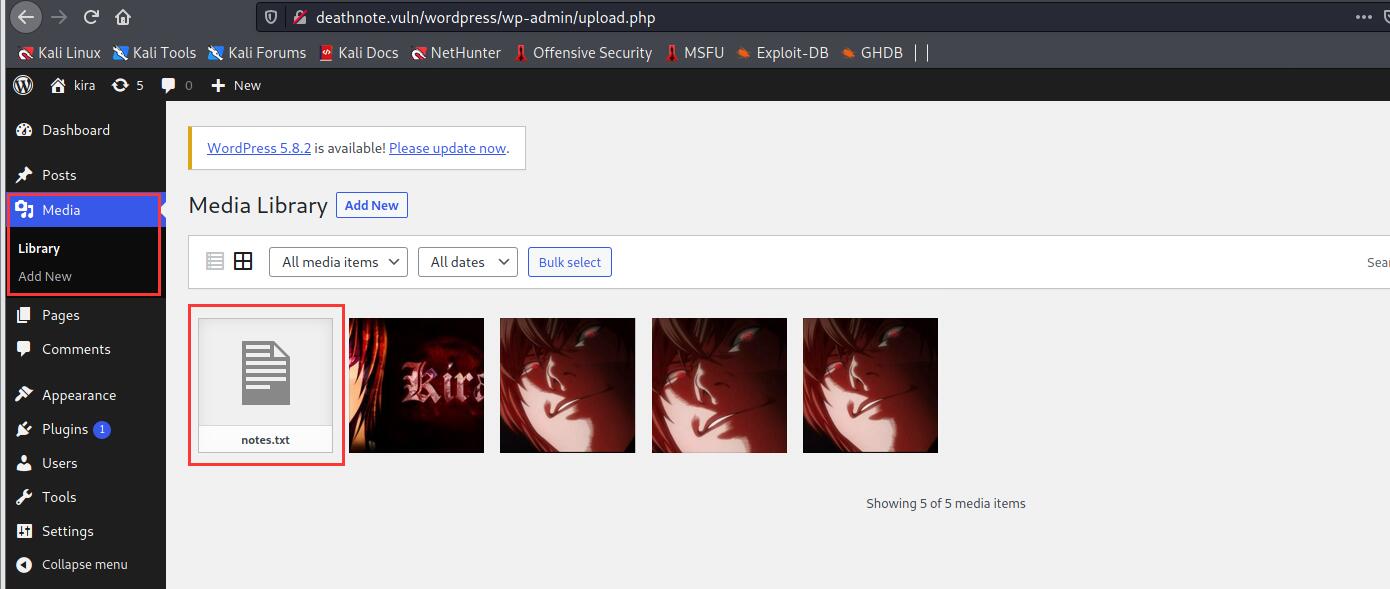 deathnote.vuln/wordpress/wp-admin/upload.php
Kali Linux Kali Tools Kali Forums Kali Docs NetHunter Offensive Security MSFU Exploit-DB GHDB
kira 5 0 + New
Dashboard
Posts
Media
Library
Add New
Pages
Comments
Appearance
Plugins 1
Users
Tools
Settings
Collapse menu
WordPress 5.8.2 is available! Please update now.
Media Library Add New
All media items All dates Bulk select Sear
notes.txt
Kira
Showing 5 of 5 media items